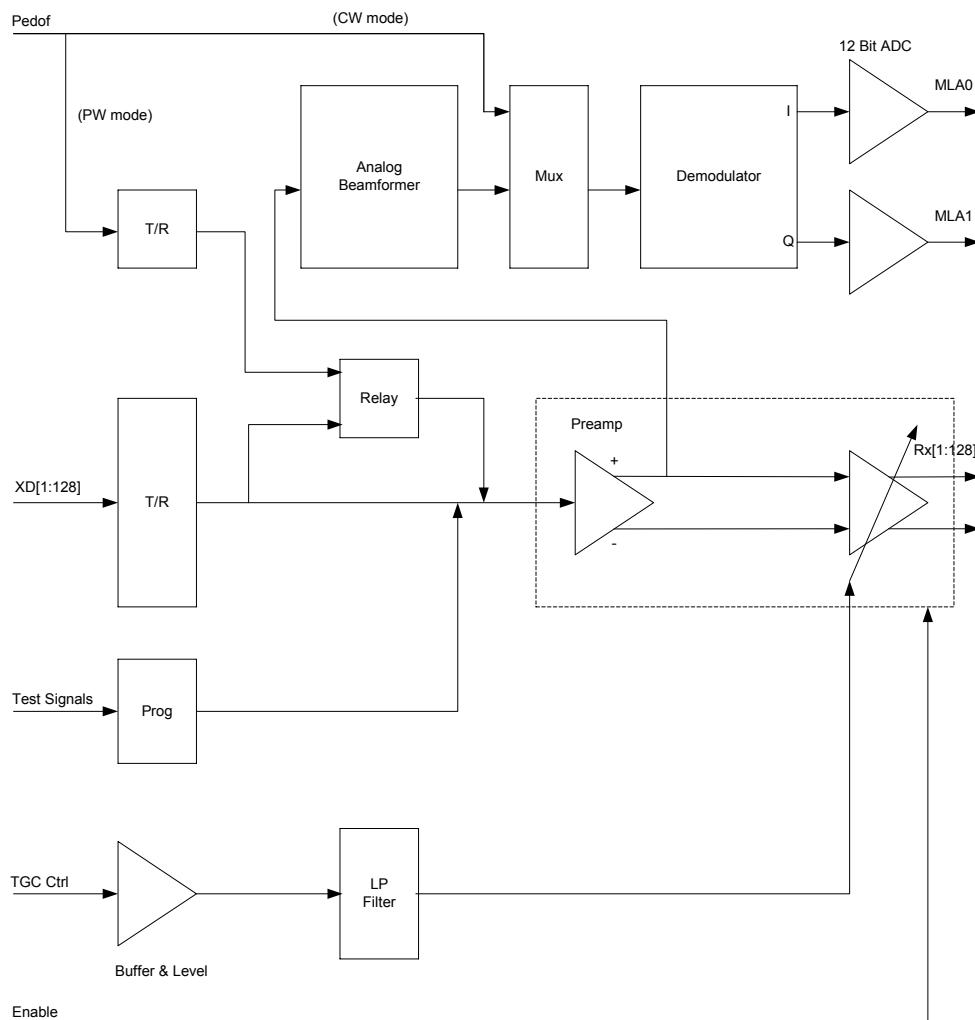 Pedof
(CW mode)
12 Bit ADC
MLA0
(PW mode)
I
Analog
Beamformer
Mux
Demodulator
T/R
MLA1
Q
Relay
Preamp
+
Rx[1:128]
XD[1:128]
T/R
-
Test Signals
Prog
TGC Ctrl
LP
Filter
Buffer & Level
Enable